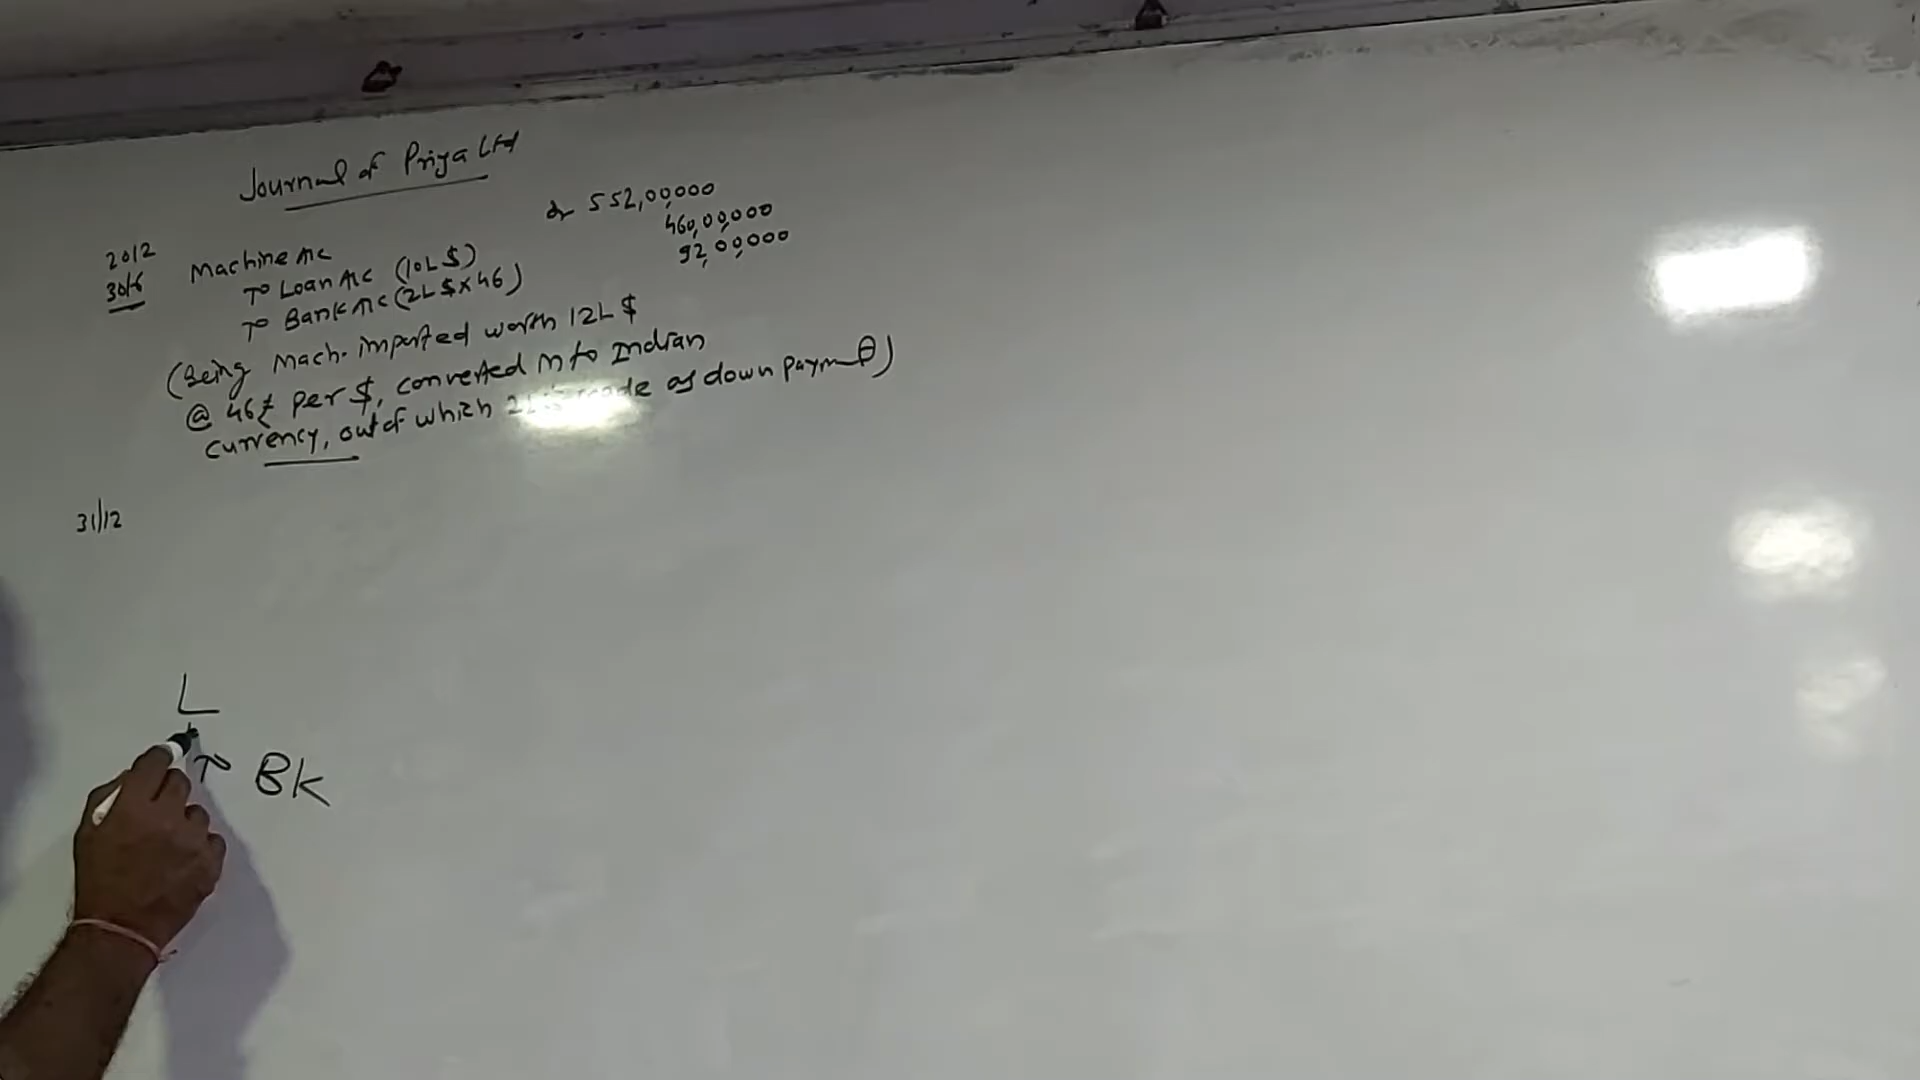 Journal of Priya Ltd
2012
30/6 Machine A/c dr 552,00,000
To Loan A/c (10L $) 460,00,000
To Bank A/c (2L $ x 46) 92,00,000
(Being Mach. imported worth 12L $
@ 46₹ per $, converted into Indian
currency, out of which made as down paym)
31/12
L
To BK